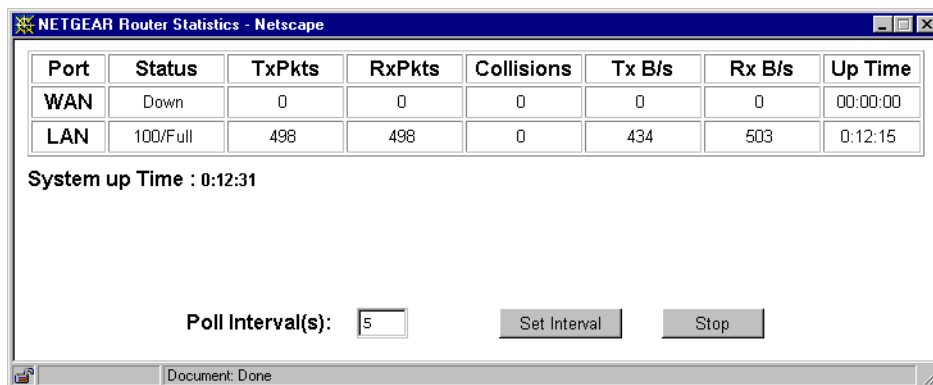 NETGEAR Router Statistics - Netscape
Port Status TxPkts RxPkts Collisions Tx B/s Rx B/s Up Time
WAN Down 0 0 0 0 0 00:00:00
LAN 100/Full 498 498 0 434 503 0:12:15
System up Time : 0:12:31
Poll Interval(s): 5 Set Interval Stop
Document: Done